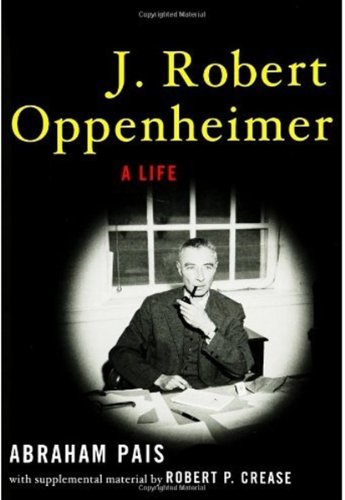 J. Robert
Oppenheimer
A LIFE
ABRAHAM PAIS
with supplemental material by ROBERT P. CREASE